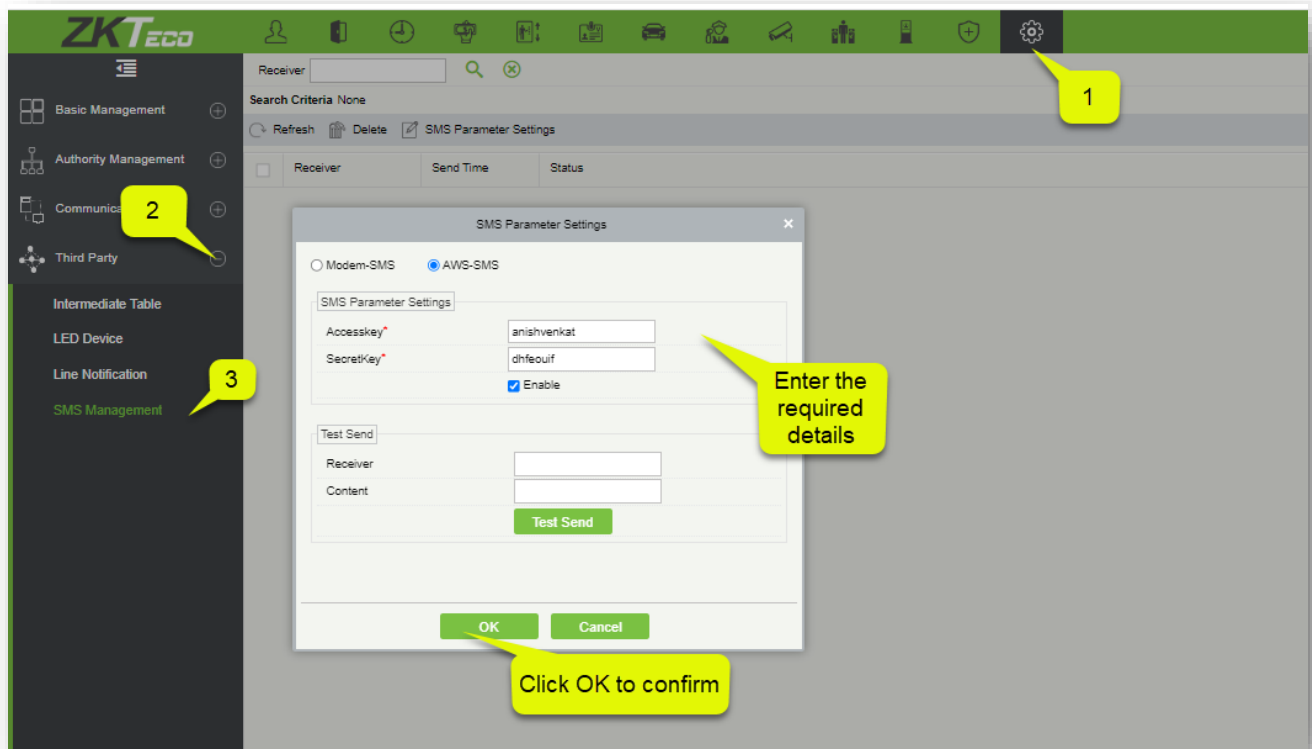 ZKTeco
1
Receiver
Search Criteria None
Refresh Delete SMS Parameter Settings
Receiver Send Time Status
Basic Management
Authority Management
Communica
2
Third Party
Intermediate Table
LED Device
Line Notification
3
SMS Management
SMS Parameter Settings
Modem-SMS AWS-SMS
SMS Parameter Settings
Accesskey* anishvenkat
SecretKey* dhfeouif
Enable
Enter the
required
details
Test Send
Receiver
Content
Test Send
OK Cancel
Click OK to confirm